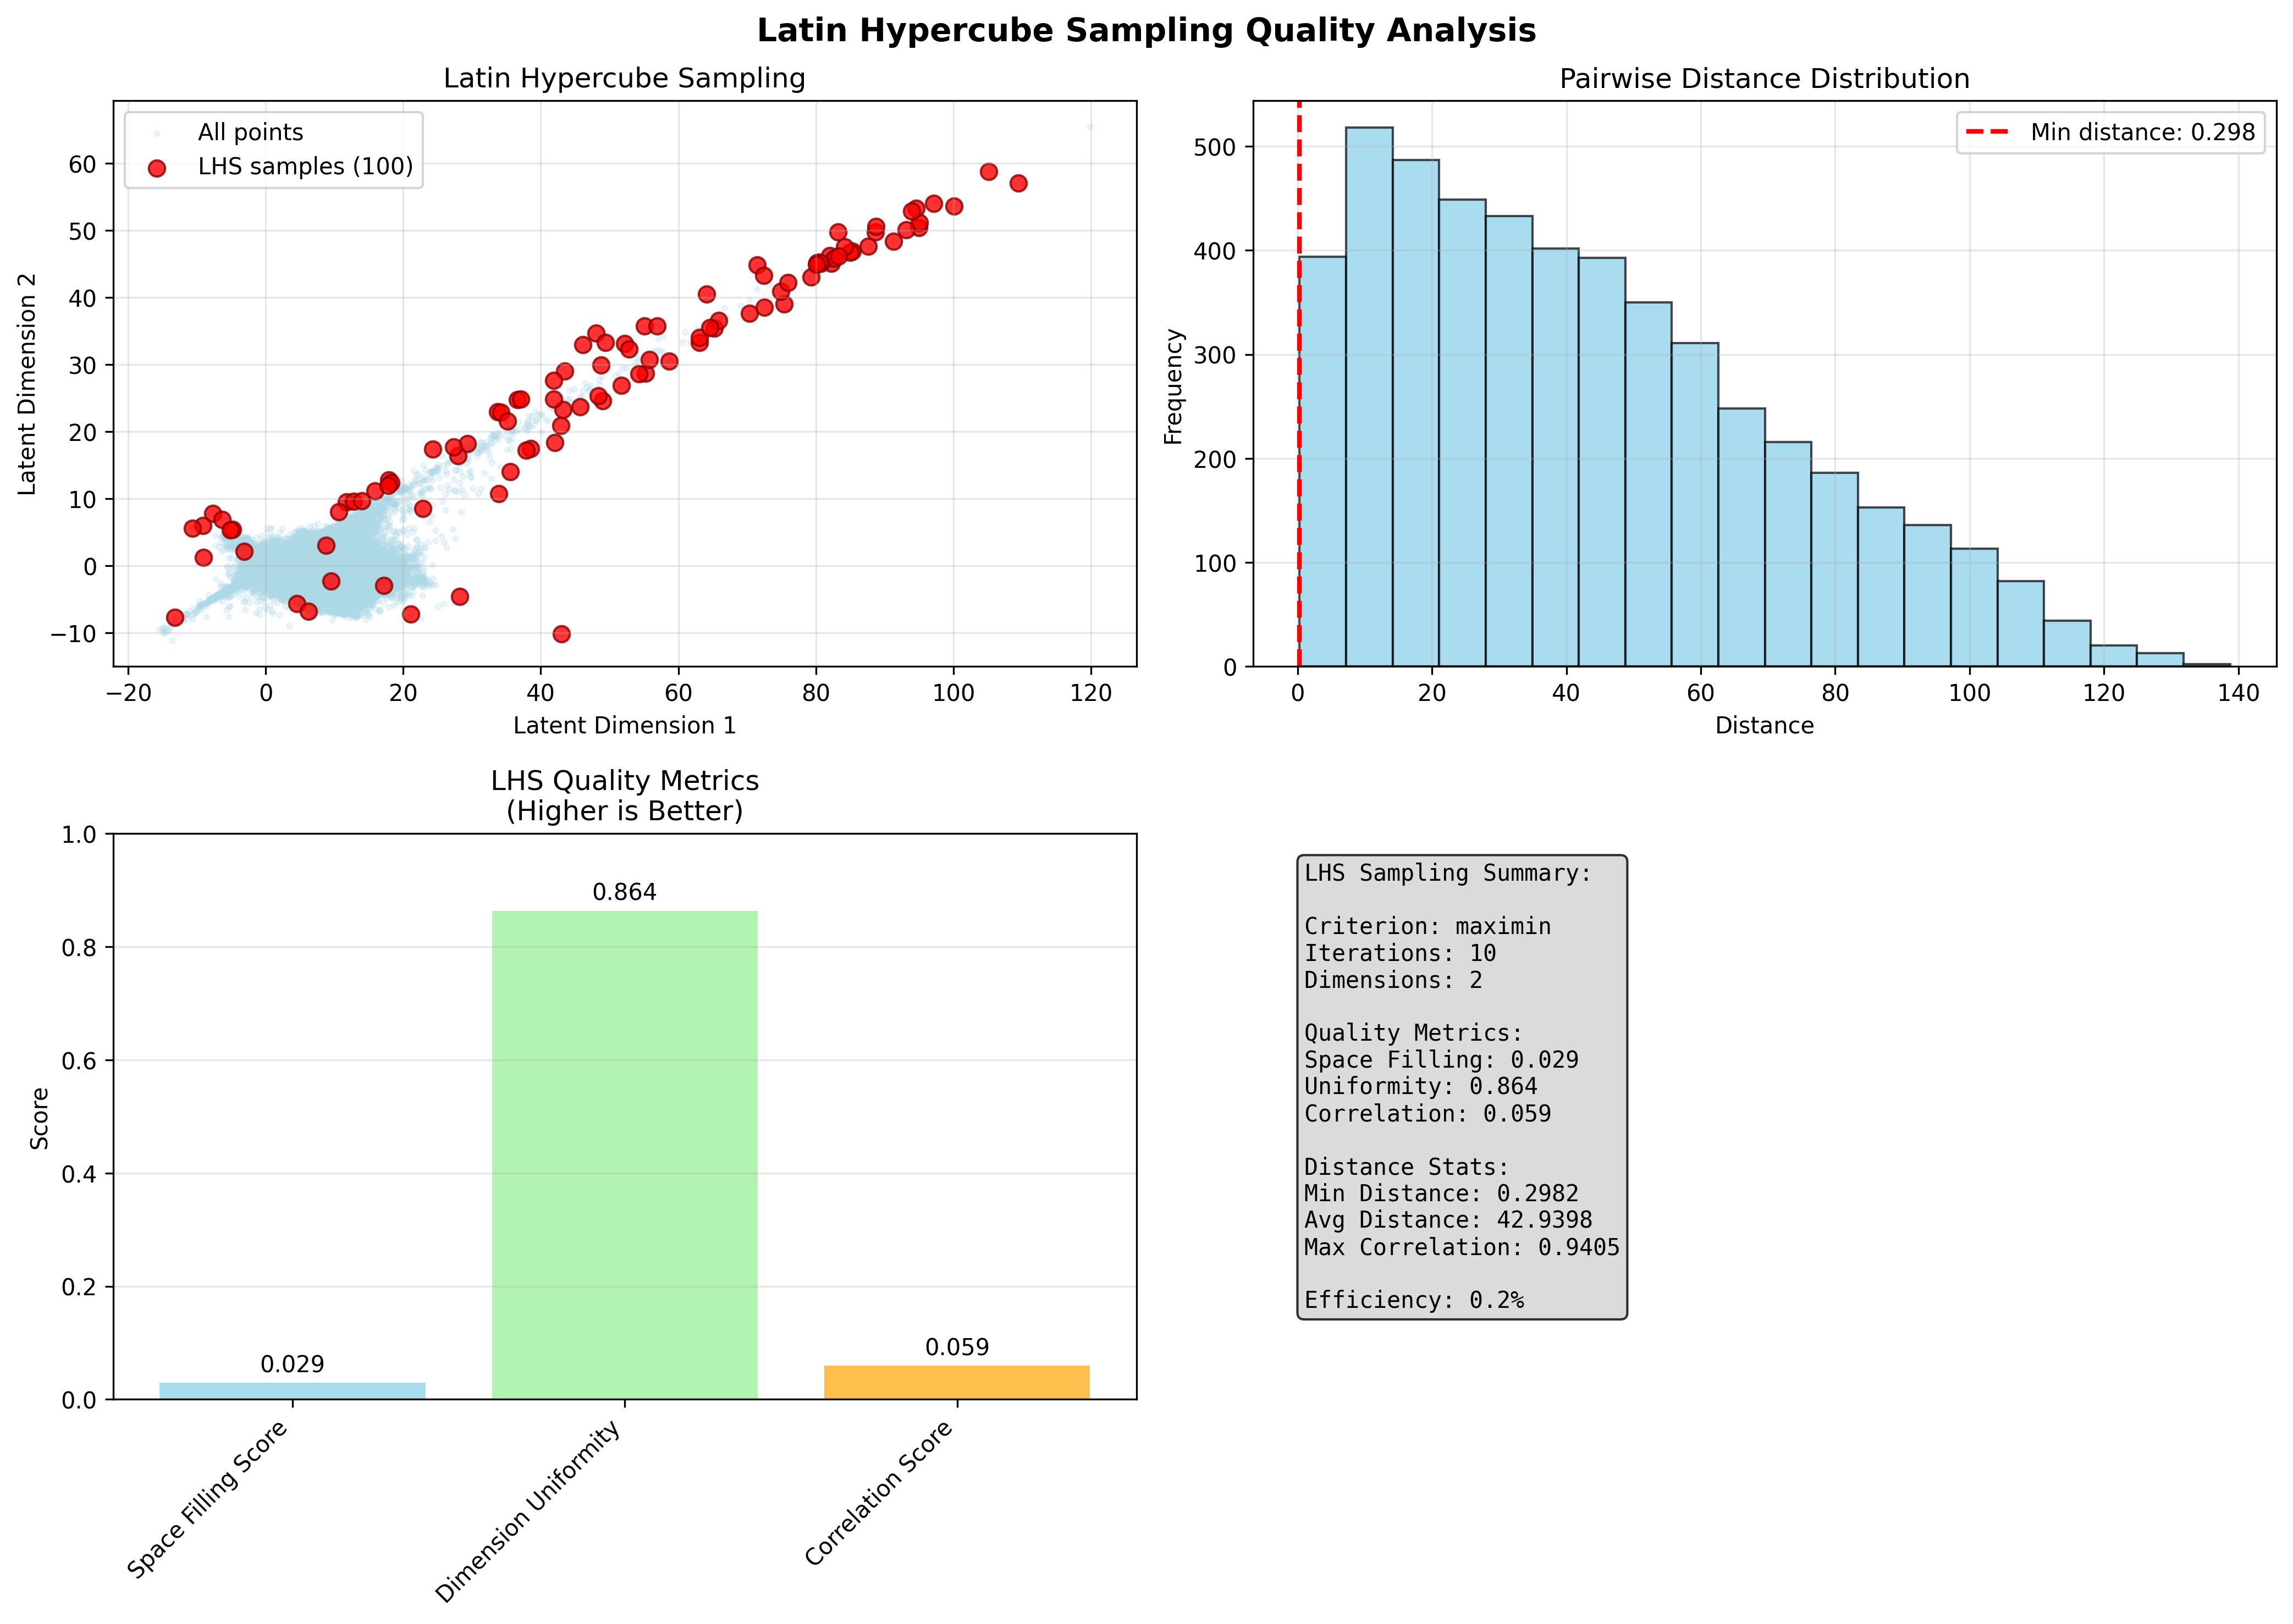 Latin Hypercube Sampling Quality Analysis
Latin Hypercube Sampling
All points
LHS samples (100)
60
50
40
30
20
10
0
−10
Latent Dimension 2
−20
0
20
40
60
80
100
120
Latent Dimension 1
Pairwise Distance Distribution
Min distance: 0.298
500
400
300
200
100
0
Frequency
0
20
40
60
80
100
120
140
Distance
LHS Quality Metrics
(Higher is Better)
1.0
0.8
0.6
0.4
0.2
0.0
Score
0.029
0.864
0.059
Space Filling Score
Dimension Uniformity
Correlation Score
LHS Sampling Summary:
Criterion: maximin
Iterations: 10
Dimensions: 2
Quality Metrics:
Space Filling: 0.029
Uniformity: 0.864
Correlation: 0.059
Distance Stats:
Min Distance: 0.2982
Avg Distance: 42.9398
Max Correlation: 0.9405
Efficiency: 0.2%